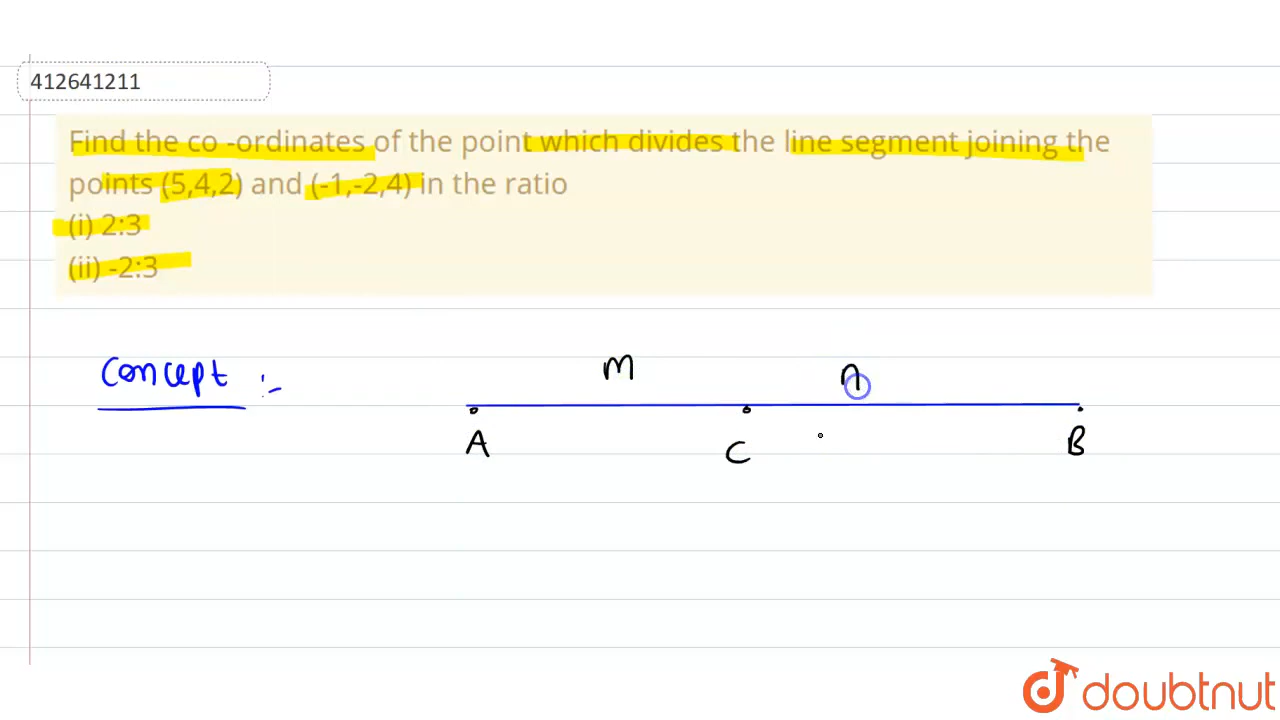 412641211
Find the co -ordinates of the point which divides the line segment joining the
points (5,4,2) and (-1,-2,4) in the ratio
(i) 2:3
(ii) -2:3
Concept :-
M n
A C B
doubtnut